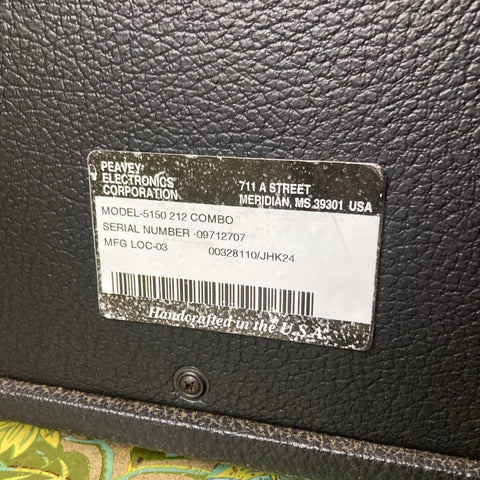 PEAVEY
ELECTRONICS
CORPORATION
711 A STREET
MERIDIAN, MS 39301 USA
MODEL-5150 212 COMBO
SERIAL NUMBER -09712707
MFG LOC-03 00328110/JHK24
Handcrafted in the U.S.A.